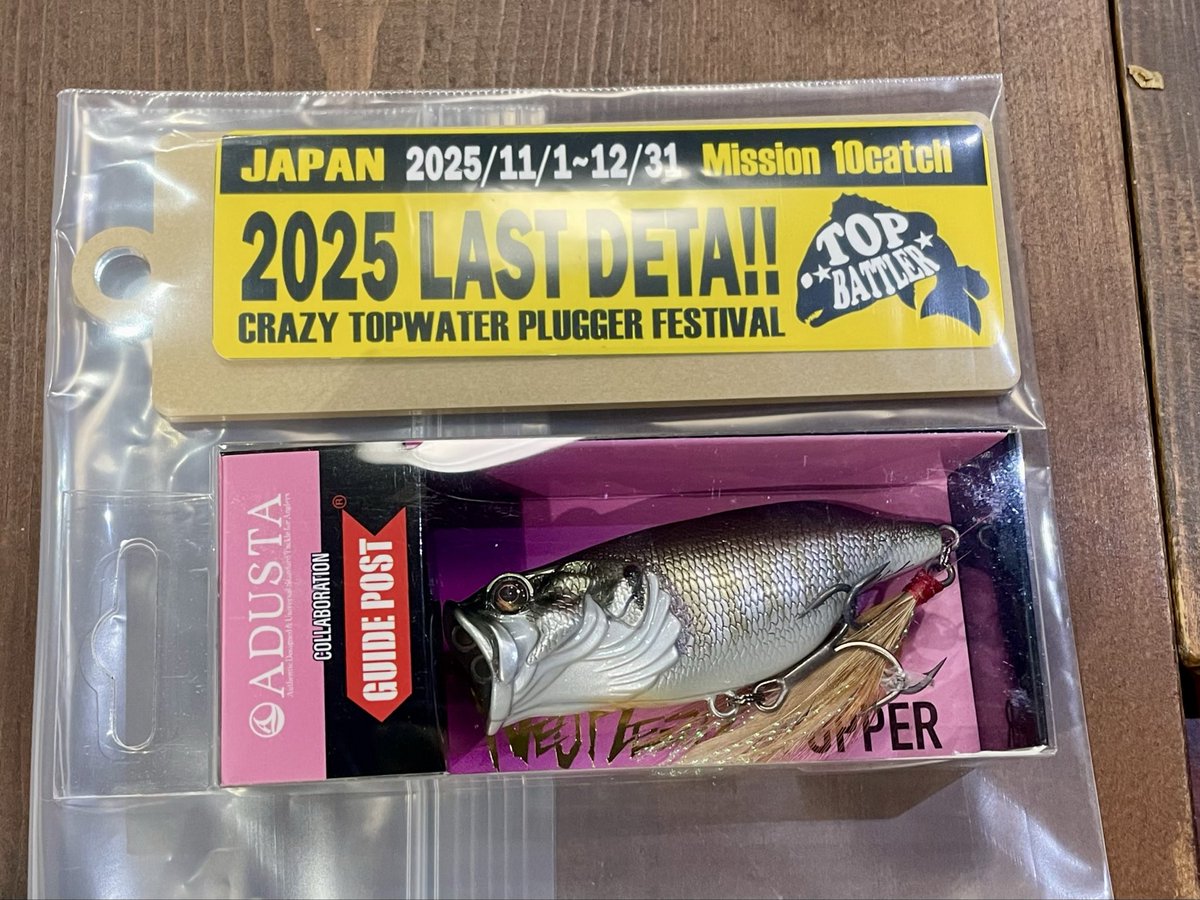 JAPAN 2025/11/1~12/31 Mission 10catch
2025 LAST DETA!!
CRAZY TOPWATER PLUGGER FESTIVAL
TOP
BATTLER
ADUSTA
COLLABORATION
GUIDE POST
®